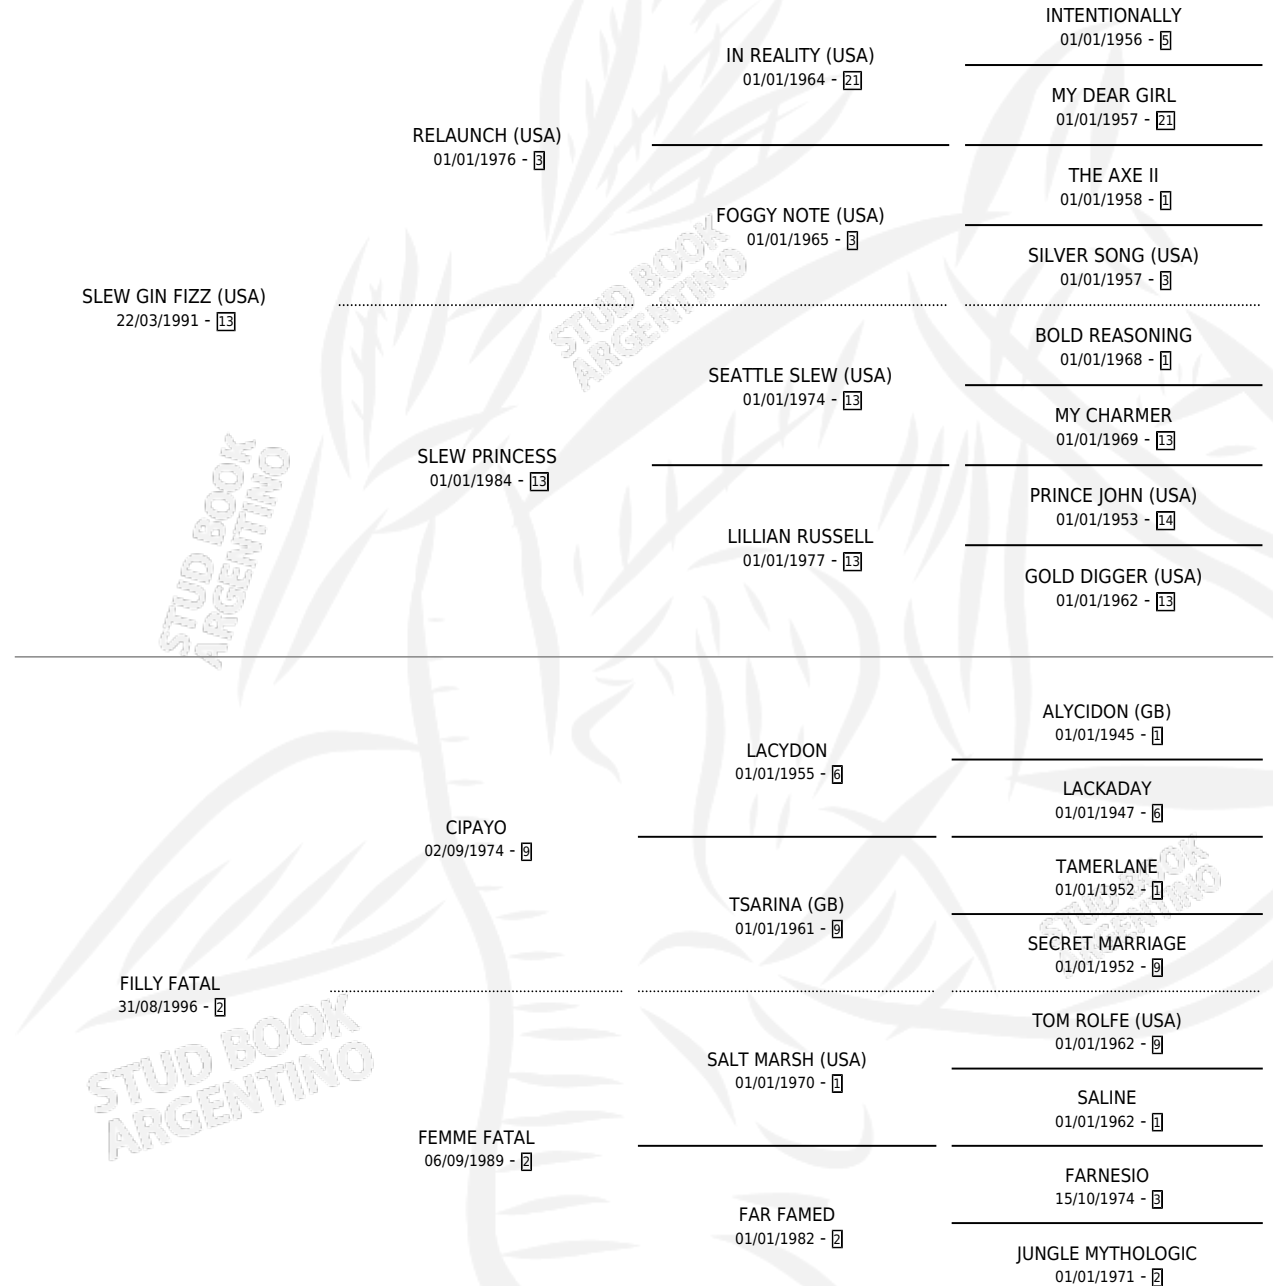 INTENTIONALLY
01/01/1956 - 5
IN REALITY (USA)
01/01/1964 - 21
MY DEAR GIRL
01/01/1957 - 21
RELAUNCH (USA)
01/01/1976 - 3
THE AXE II
01/01/1958 - 1
FOGGY NOTE (USA)
01/01/1965 - 3
SILVER SONG (USA)
01/01/1957 - 3
SLEW GIN FIZZ (USA)
22/03/1991 - 13
BOLD REASONING
01/01/1968 - 1
SEATTLE SLEW (USA)
01/01/1974 - 13
MY CHARMER
01/01/1969 - 13
SLEW PRINCESS
01/01/1984 - 13
PRINCE JOHN (USA)
01/01/1953 - 14
LILLIAN RUSSELL
01/01/1977 - 13
GOLD DIGGER (USA)
01/01/1962 - 13
ALYCIDON (GB)
01/01/1945 - 1
LACYDON
01/01/1955 - 6
LACKADAY
01/01/1947 - 6
CIPAYO
02/09/1974 - 9
TAMERLANE
01/01/1952 - 1
TSARINA (GB)
01/01/1961 - 9
SECRET MARRIAGE
01/01/1952 - 9
FILLY FATAL
31/08/1996 - 2
TOM ROLFE (USA)
01/01/1962 - 9
SALT MARSH (USA)
01/01/1970 - 1
SALINE
01/01/1962 - 1
FEMME FATAL
06/09/1989 - 2
FARNESIO
15/10/1974 - 3
FAR FAMED
01/01/1982 - 2
JUNGLE MYTHOLOGIC
01/01/1971 - 2
STUD BOOK
ARGENTINO
STUD BOOK
ARGENTINO
STUD BOOK
ARGENTINO
STUD BOOK
ARGENTINO